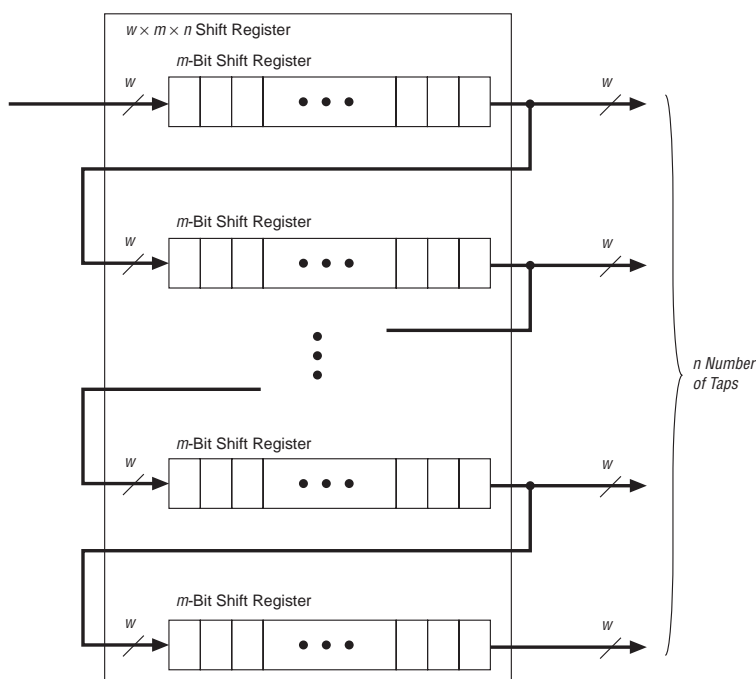 w × m × n Shift Register
m-Bit Shift Register
w
w
m-Bit Shift Register
w
w
n Number
of Taps
m-Bit Shift Register
w
w
m-Bit Shift Register
w
w